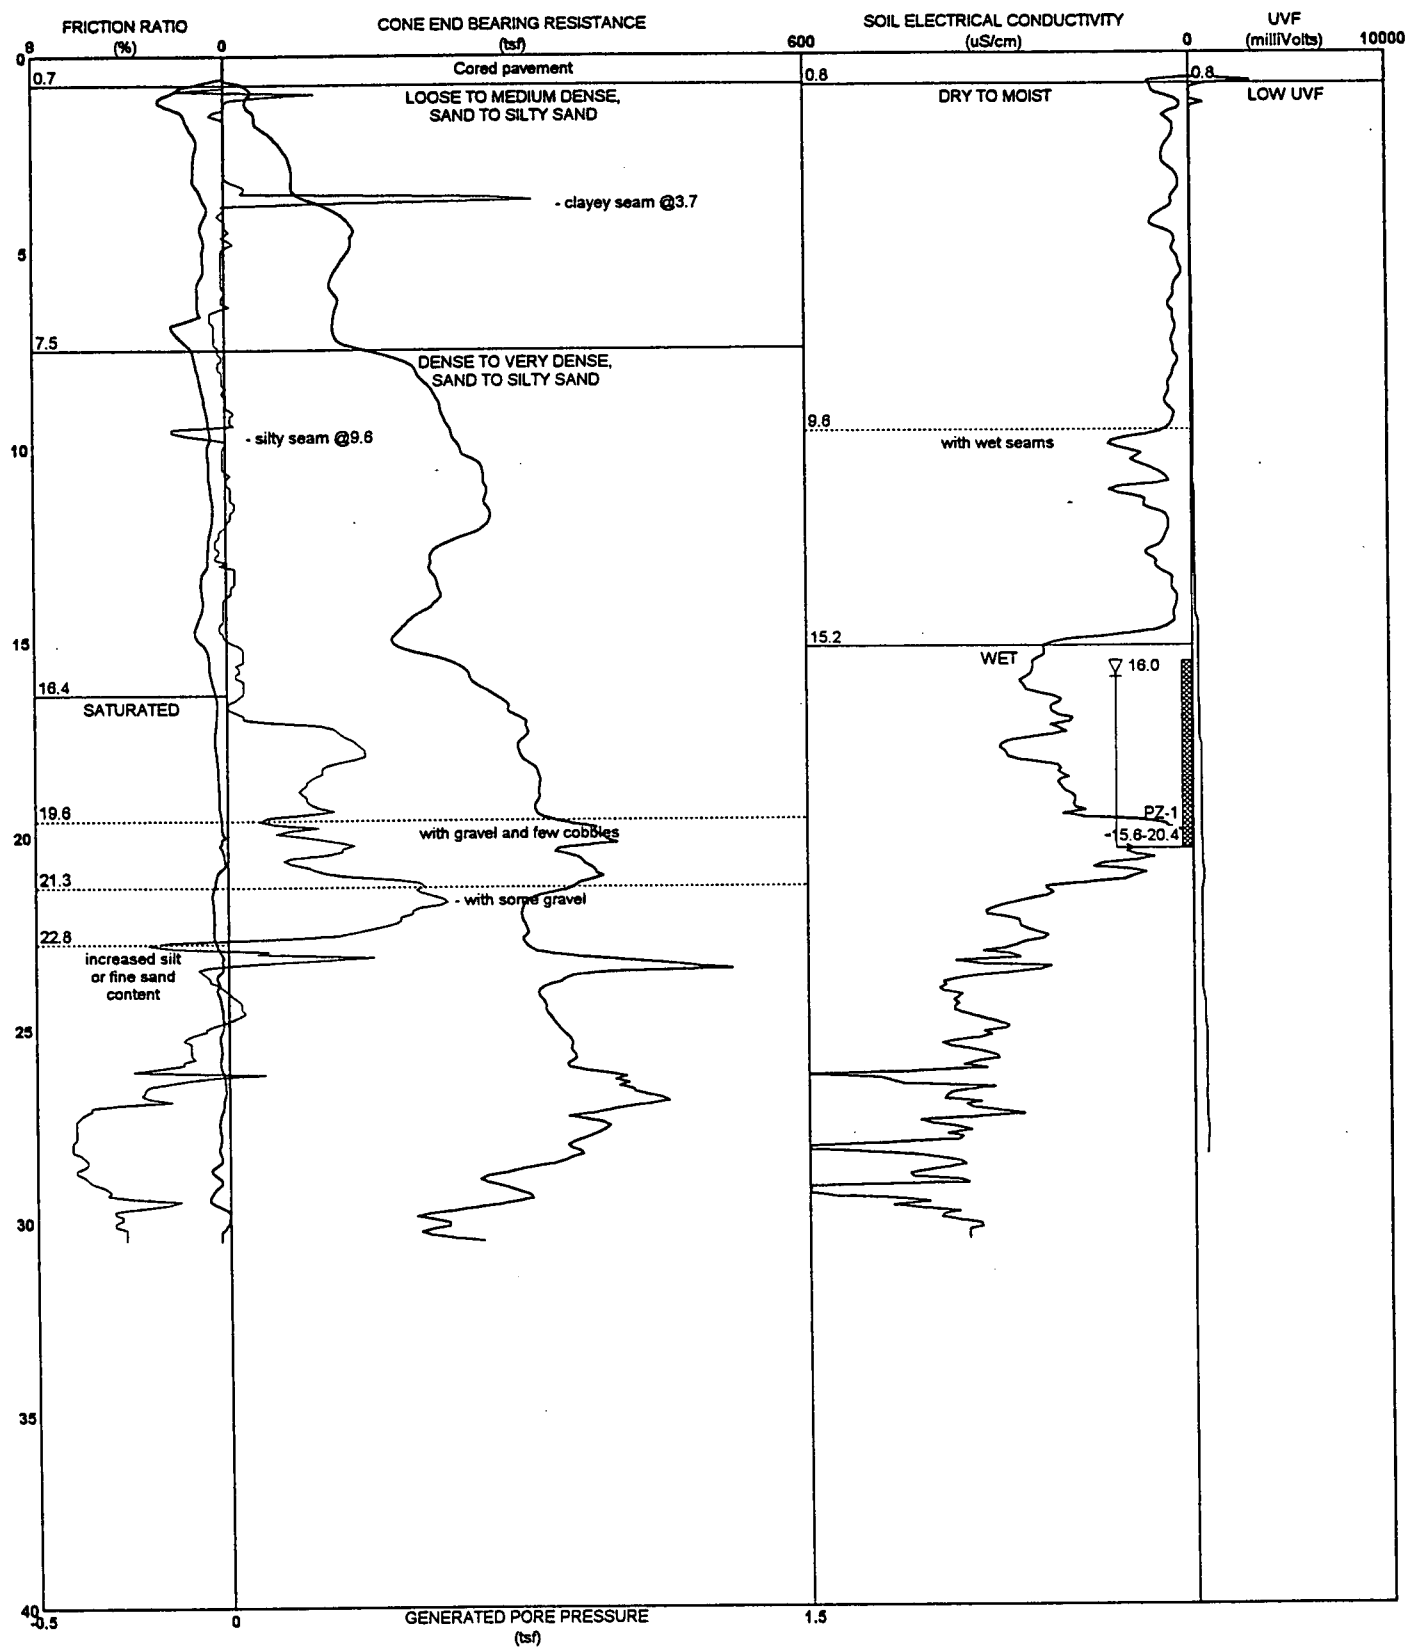 FRICTION RATIO
(%)
CONE END BEARING RESISTANCE
(tsf)
SOIL ELECTRICAL CONDUCTIVITY
(uS/cm)
UVF
(milliVolts)
8
0
600
0
10000
0
Cored pavement
0.7
0.8
0.8
LOOSE TO MEDIUM DENSE,
SAND TO SILTY SAND
DRY TO MOIST
LOW UVF
- clayey seam @3.7
5
7.5
DENSE TO VERY DENSE,
SAND TO SILTY SAND
9.6
- silty seam @9.6
with wet seams
10
15
15.2
WET
16.0
16.4
SATURATED
19.6
PZ-1
with gravel and few cobbles
-15.6-20.4
20
21.3
- with some gravel
22.8
increased silt
or fine sand
content
25
30
35
40
-0.5
0
GENERATED PORE PRESSURE
(tsf)
1.5